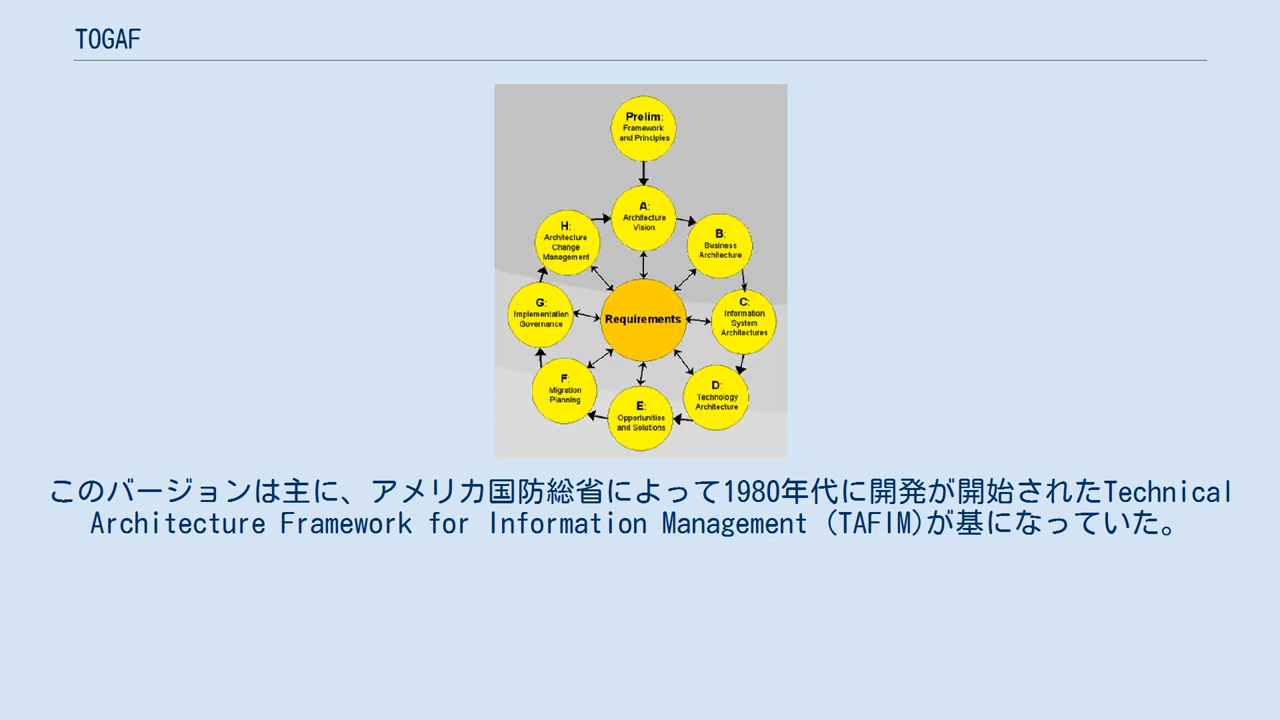 TOGAF
Prelim:
Framework
and Principles
A:
Architecture
Vision
B:
Business
Architecture
C:
Information
System
Architectures
D:
Technology
Architecture
E:
Opportunities
and Solutions
F:
Migration
Planning
G:
Implementation
Governance
H:
Architecture
Change
Management
Requirements
このバージョンは主に、アメリカ国防総省によって1980年代に開発が開始されたTechnical
Architecture Framework for Information Management (TAFIM)が基になっていた。